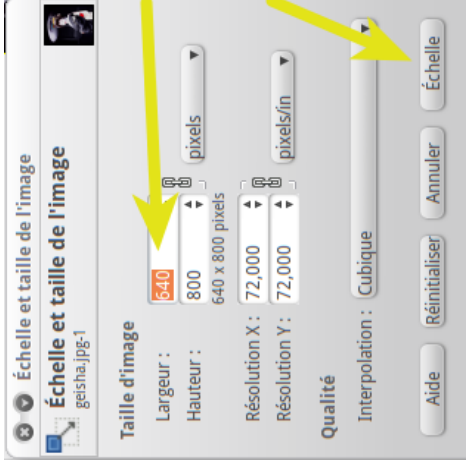 Échelle et taille de l'image
Échelle et taille de l'image
geisha.jpg-1
Taille d'image
Largeur : 640
Hauteur : 800 pixels
640 x 800 pixels
Résolution X : 72,000
Résolution Y : 72,000 pixels/in
Qualité
Interpolation : Cubique
Aide Réinitialiser Annuler Échelle